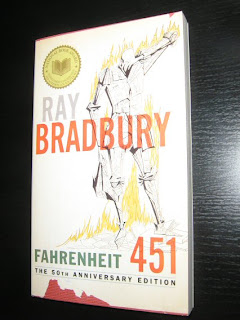 RAY
BRADBURY
FAHRENHEIT 451
THE 50TH ANNIVERSARY EDITION